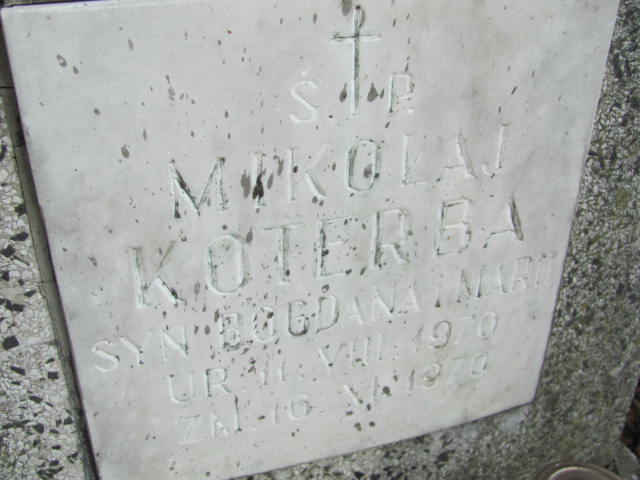 Ś. P.
MIKOŁAJ
KOTERBA
SYN BOGDANA I MARII
UR. 11. VIII. 1970
ZM. 16. XI. 1970